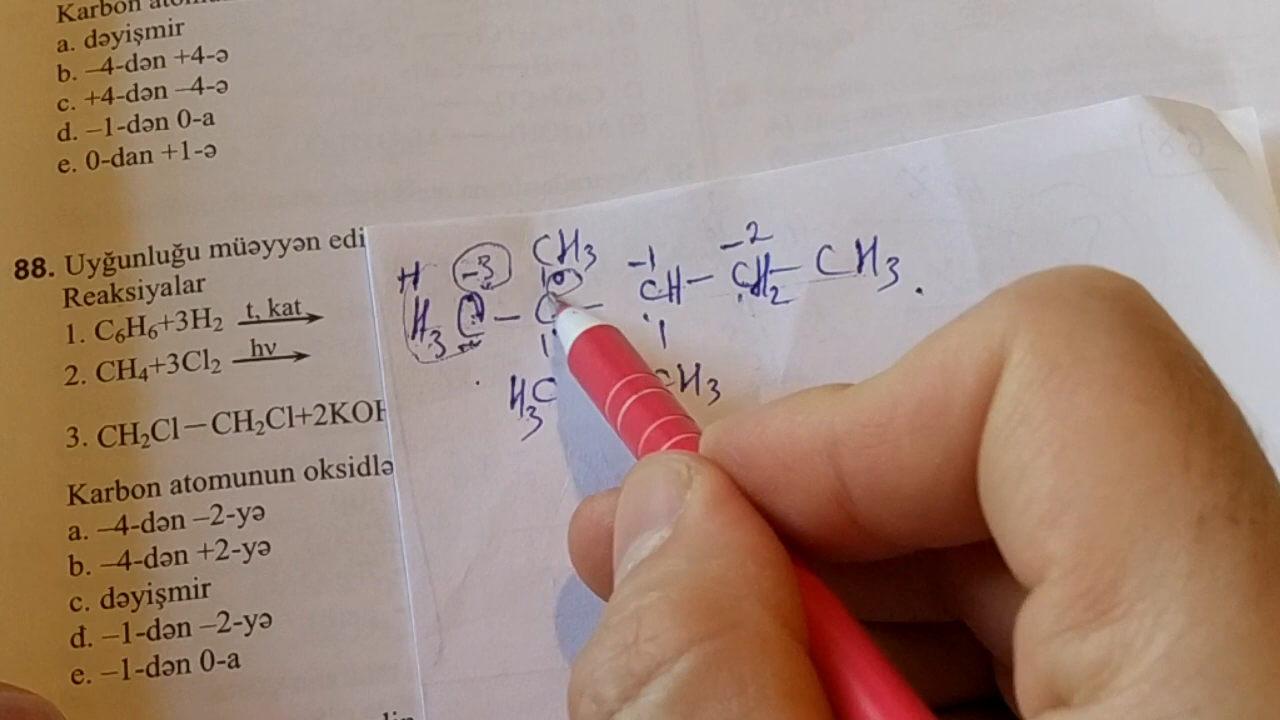 Karbon
a. dəyişmir
b. –4-dən +4-ə
c. +4-dən –4-ə
d. –1-dən 0-a
e. 0-dan +1-ə
88. Uyğunluğu müəyyən edi
Reaksiyalar
1. C₆H₆+3H₂ t, kat →
2. CH₄+3Cl₂ hν →
3. CH₂Cl—CH₂Cl+2KOH
Karbon atomunun oksidlə
a. –4-dən –2-yə
b. –4-dən +2-yə
c. dəyişmir
d. –1-dən –2-yə
e. –1-dən 0-a
H -3 CH₃ 0 -1 -2
H₃C – C – CH – CH₂ – CH₃.
H₃C CH₃